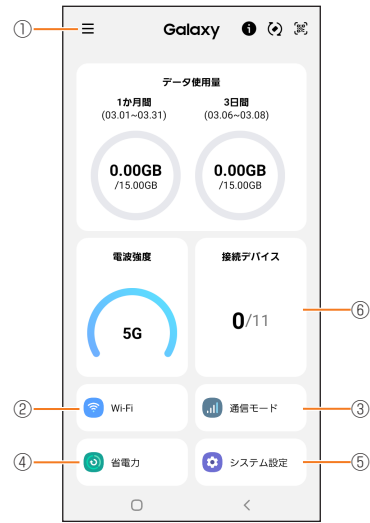 ①
Galaxy
データ使用量
1か月間 3日間
(03.01~03.31) (03.06~03.08)
0.00GB 0.00GB
/15.00GB /15.00GB
電波強度 接続デバイス
5G 0/11
⑥
② Wi-Fi 通信モード ③
④ 省電力 システム設定 ⑤